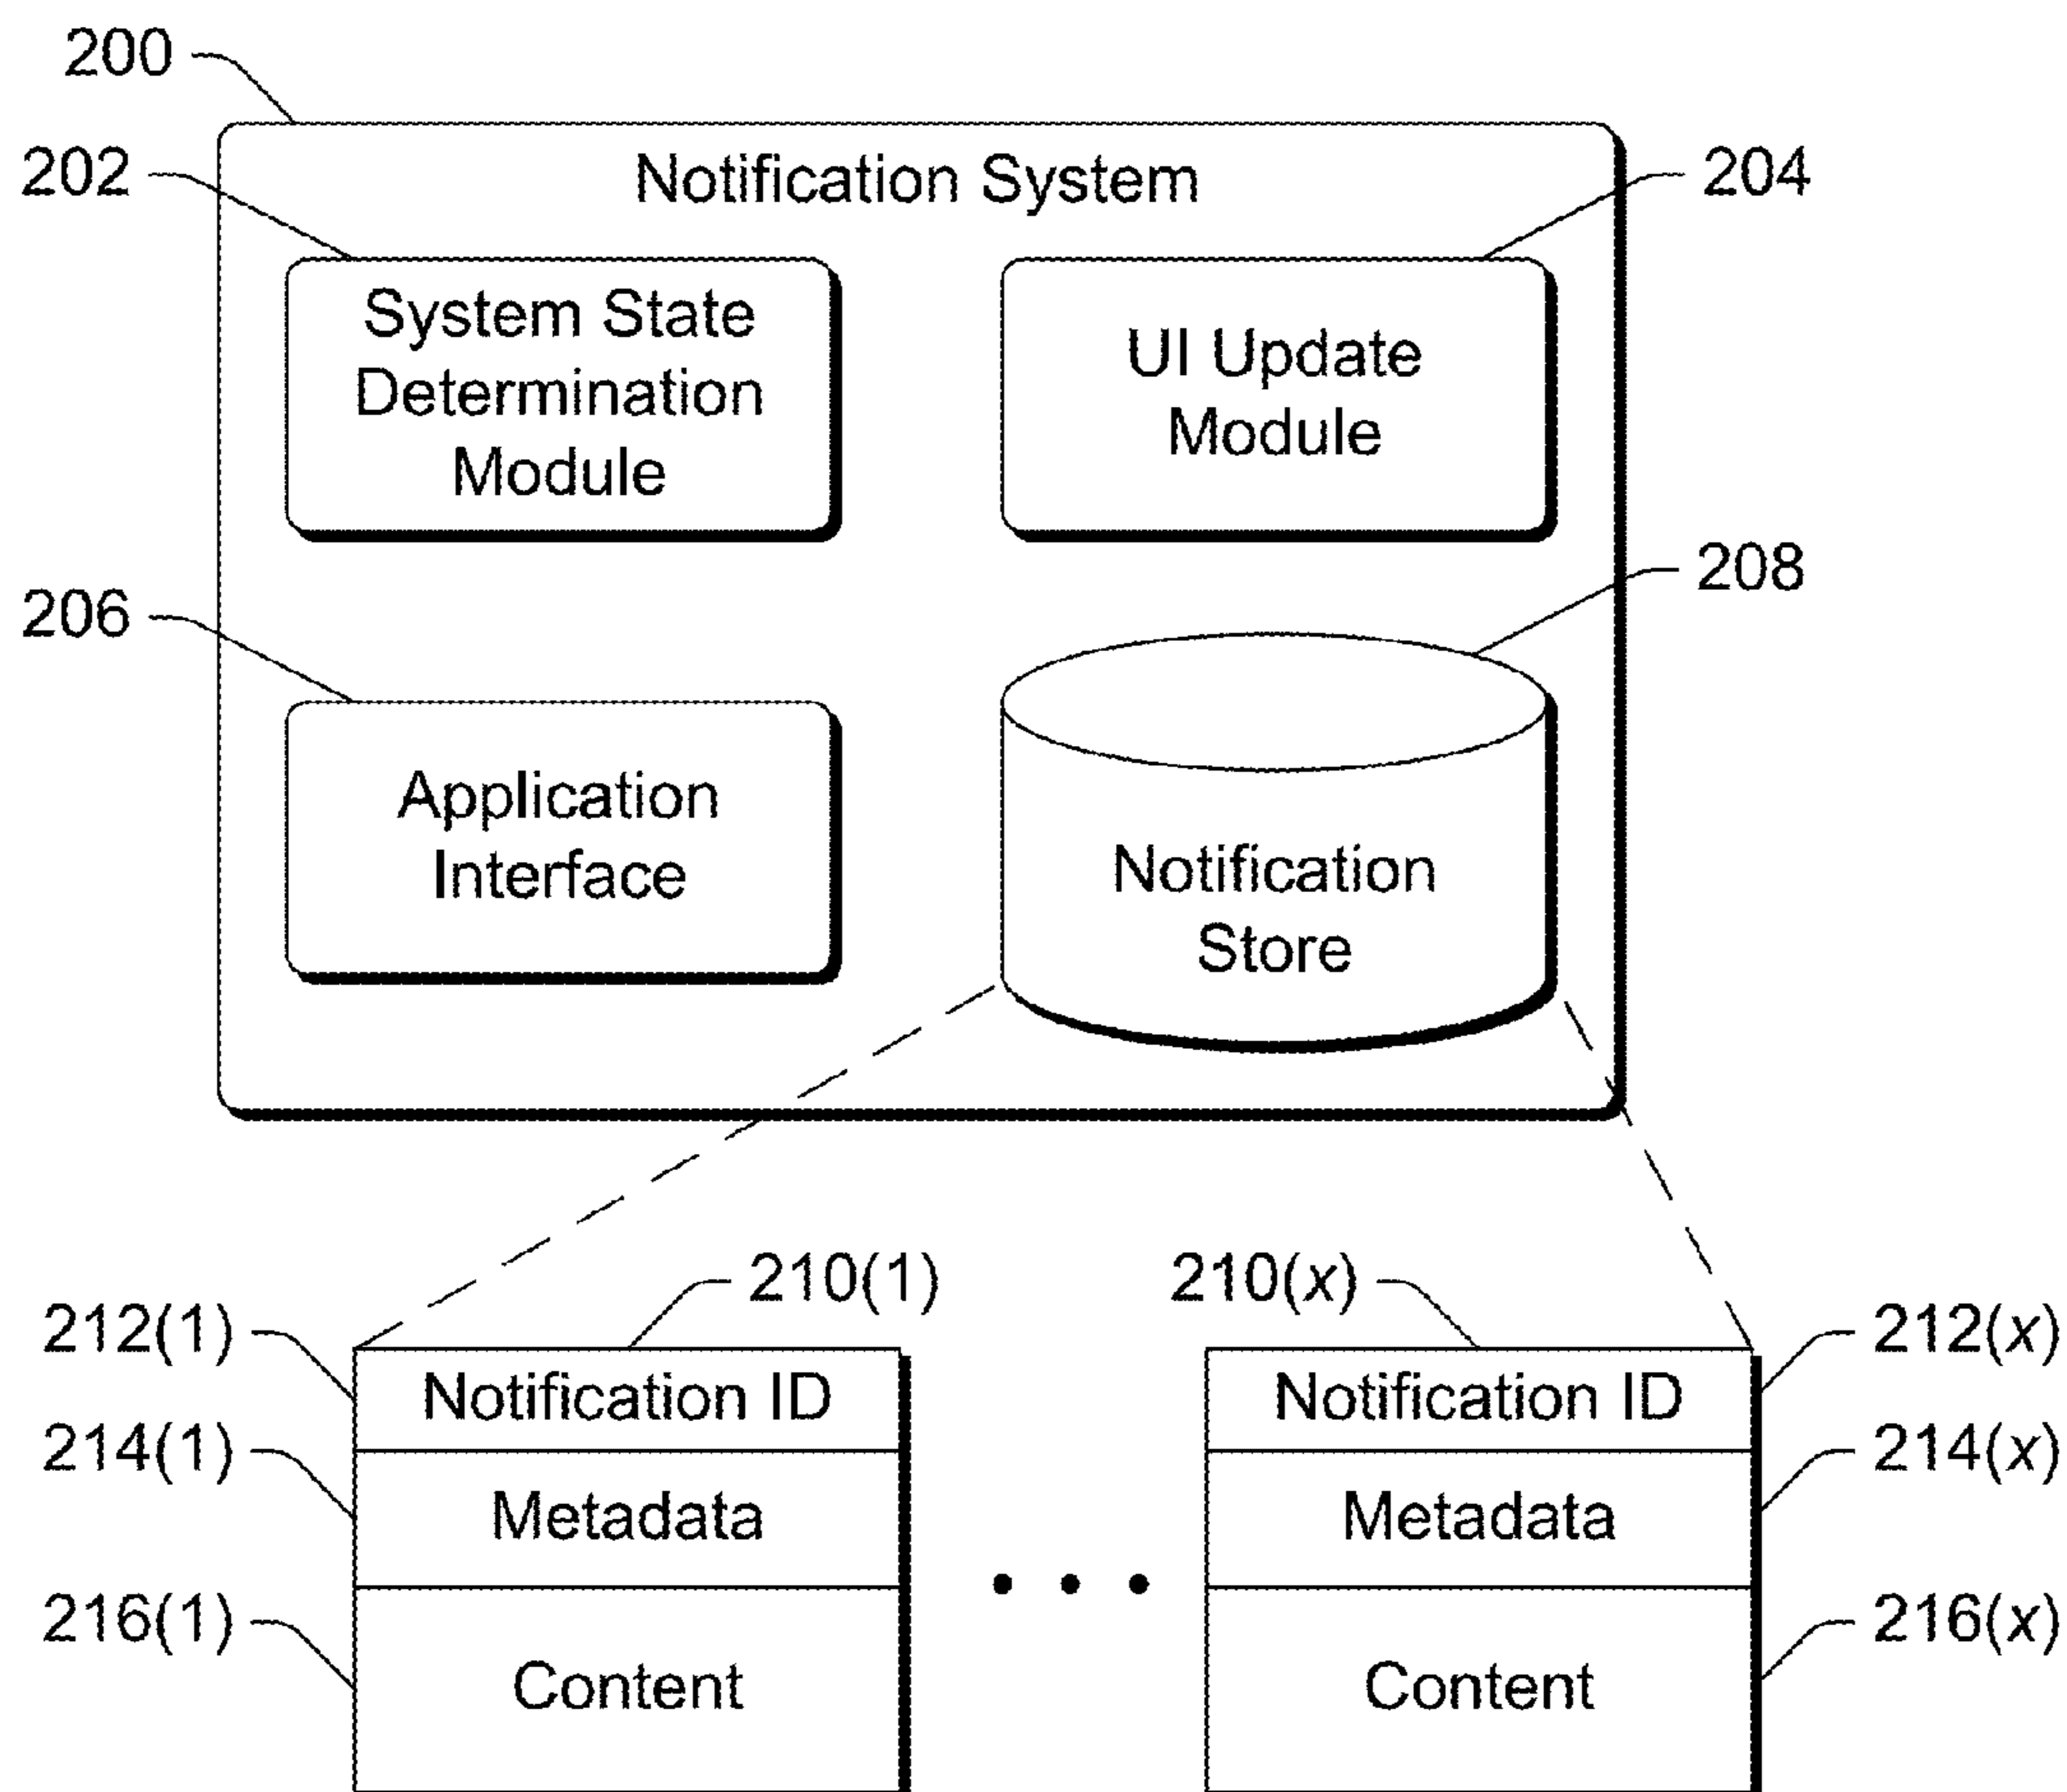 200
Notification System
202
204
System State
Determination
Module
UI Update
Module
206
208
Application
Interface
Notification
Store
210(1)
210(x)
212(1)
Notification ID
214(1)
Metadata
216(1)
Content
• • •
Notification ID
212(x)
Metadata
214(x)
Content
216(x)